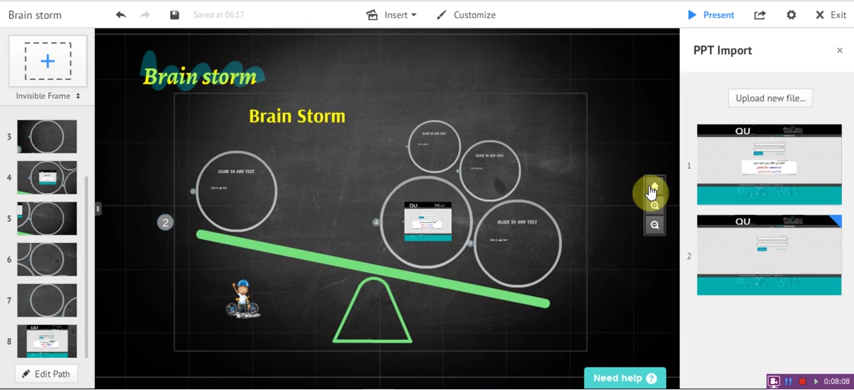 Brain storm
Saved at 06:17
Insert
Customize
Present
Exit
PPT Import
Upload new file...
Invisible Frame
3
4
5
6
7
8
Edit Path
Brain storm
Brain Storm
CLICK TO ADD TEXT
CLICK TO ADD TEXT
CLICK TO ADD TEXT
CLICK TO ADD TEXT
2
4
5
QU
1
QU
2
QU
Need help ?
0:08:08